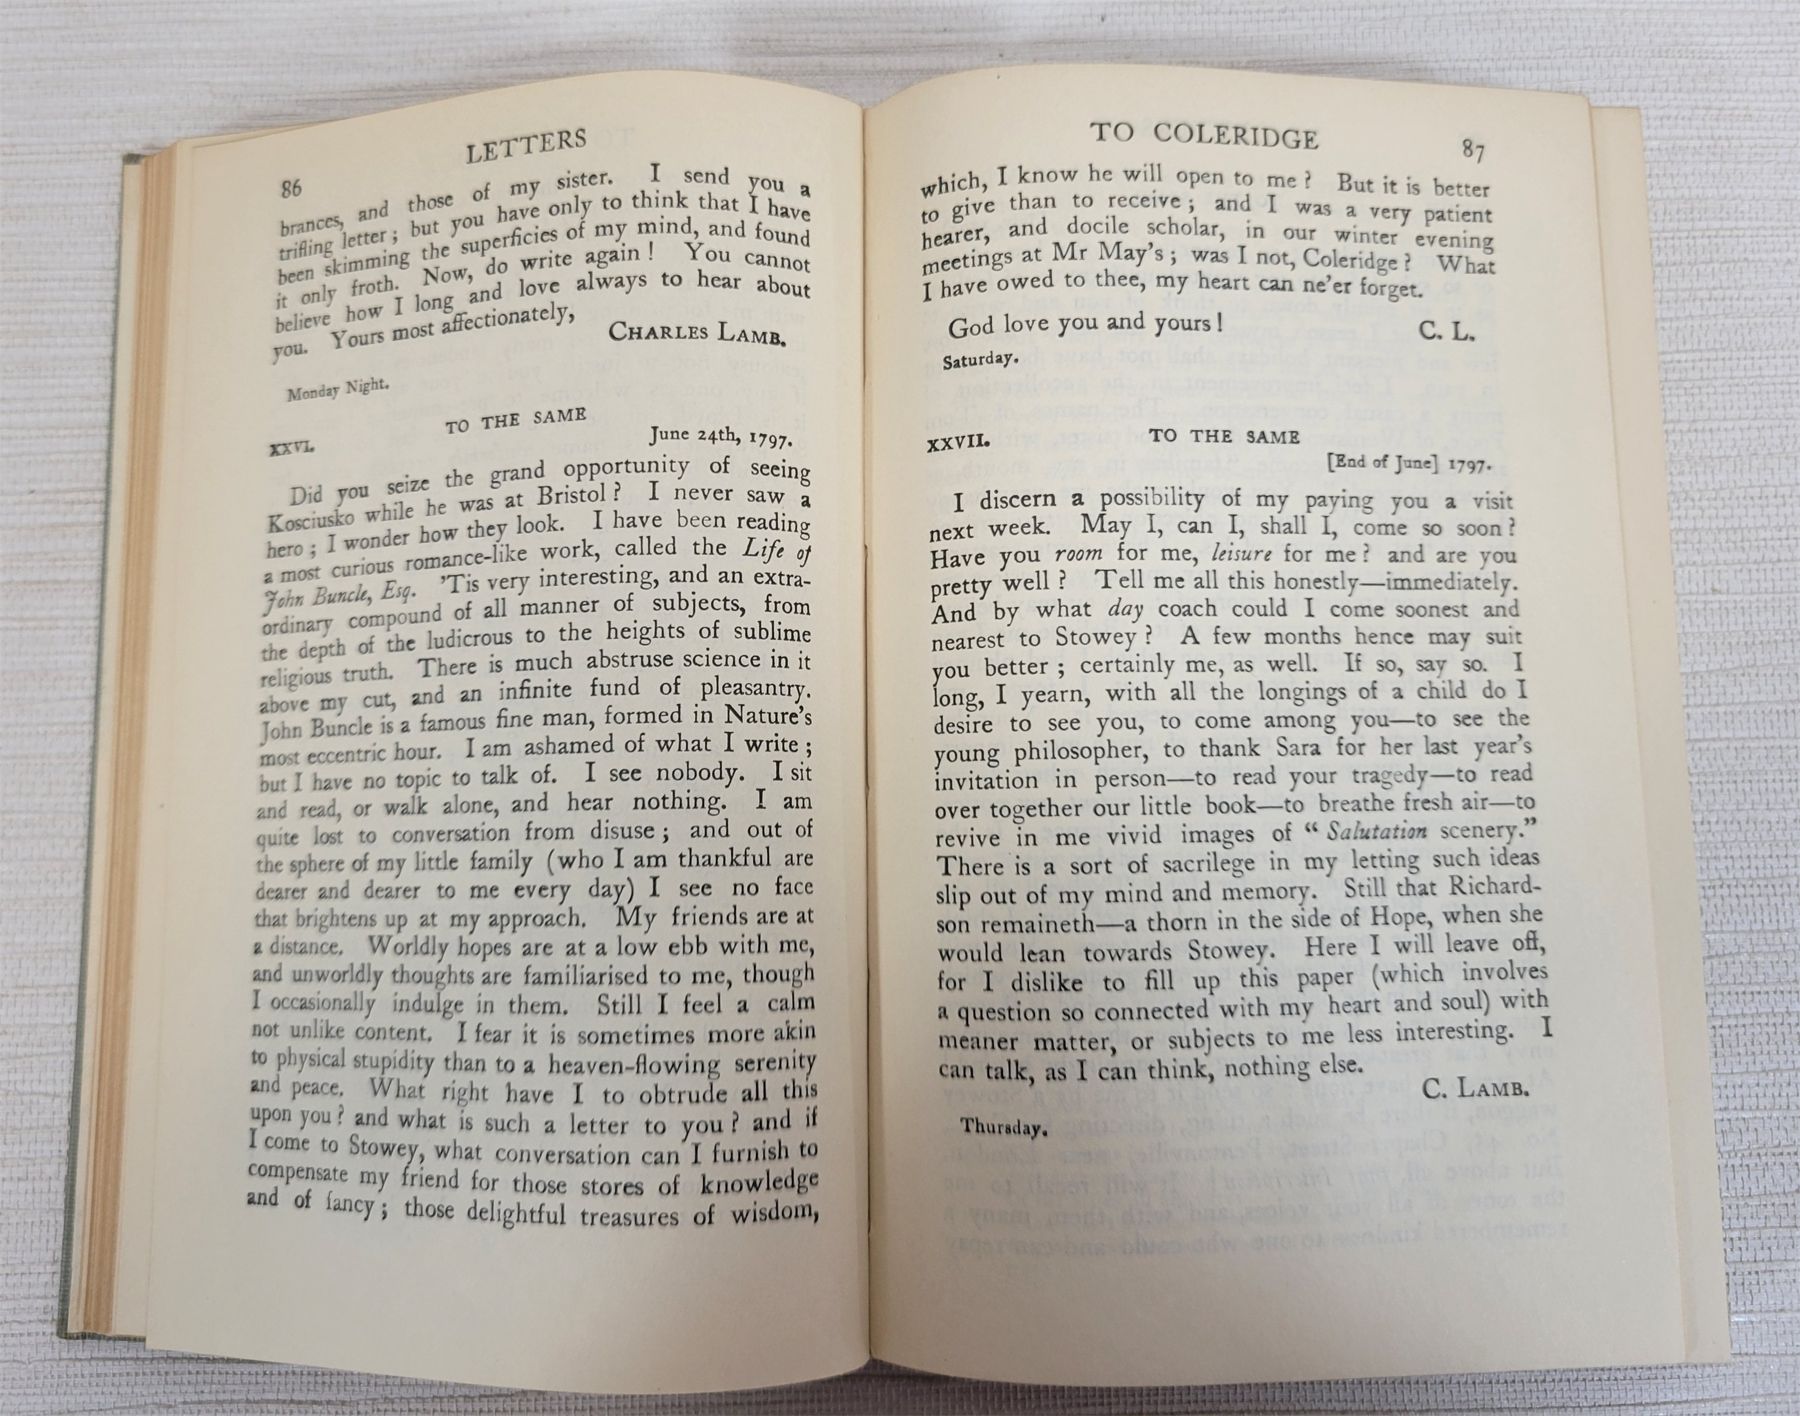 LETTERS
86
brances, and those of my sister. I send you a
trifling letter; but you have only to think that I have
been skimming the superficies of my mind, and found
it only froth. Now, do write again! You cannot
believe how I long and love always to hear about
you. Yours most affectionately,
CHARLES LAMB.
Monday Night.
XXVI.
TO THE SAME
June 24th, 1797.
Did you seize the grand opportunity of seeing
Kosciusko while he was at Bristol? I never saw a
hero; I wonder how they look. I have been reading
a most curious romance-like work, called the Life of
John Buncle, Esq. 'Tis very interesting, and an extra-
ordinary compound of all manner of subjects, from
the depth of the ludicrous to the heights of sublime
religious truth. There is much abstruse science in it
above my cut, and an infinite fund of pleasantry.
John Buncle is a famous fine man, formed in Nature's
most eccentric hour. I am ashamed of what I write;
but I have no topic to talk of. I see nobody. I sit
and read, or walk alone, and hear nothing. I am
quite lost to conversation from disuse; and out of
the sphere of my little family (who I am thankful are
dearer and dearer to me every day) I see no face
that brightens up at my approach. My friends are at
a distance. Worldly hopes are at a low ebb with me,
and unworldly thoughts are familiarised to me, though
I occasionally indulge in them. Still I feel a calm
not unlike content. I fear it is sometimes more akin
to physical stupidity than to a heaven-flowing serenity
and peace. What right have I to obtrude all this
upon you? and what is such a letter to you? and if
I come to Stowey, what conversation can I furnish to
compensate my friend for those stores of knowledge
and of fancy; those delightful treasures of wisdom,
TO COLERIDGE
87
which, I know he will open to me? But it is better
to give than to receive; and I was a very patient
hearer, and docile scholar, in our winter evening
meetings at Mr May's; was I not, Coleridge? What
I have owed to thee, my heart can ne'er forget.
God love you and yours!
C. L.
Saturday.
XXVII.
TO THE SAME
[End of June] 1797.
I discern a possibility of my paying you a visit
next week. May I, can I, shall I, come so soon?
Have you room for me, leisure for me? and are you
pretty well? Tell me all this honestly—immediately.
And by what day coach could I come soonest and
nearest to Stowey? A few months hence may suit
you better; certainly me, as well. If so, say so. I
long, I yearn, with all the longings of a child do I
desire to see you, to come among you—to see the
young philosopher, to thank Sara for her last year's
invitation in person—to read your tragedy—to read
over together our little book—to breathe fresh air—to
revive in me vivid images of "Salutation scenery."
There is a sort of sacrilege in my letting such ideas
slip out of my mind and memory. Still that Richard-
son remaineth—a thorn in the side of Hope, when she
would lean towards Stowey. Here I will leave off,
for I dislike to fill up this paper (which involves
a question so connected with my heart and soul) with
meaner matter, or subjects to me less interesting. I
can talk, as I can think, nothing else.
C. LAMB.
Thursday.